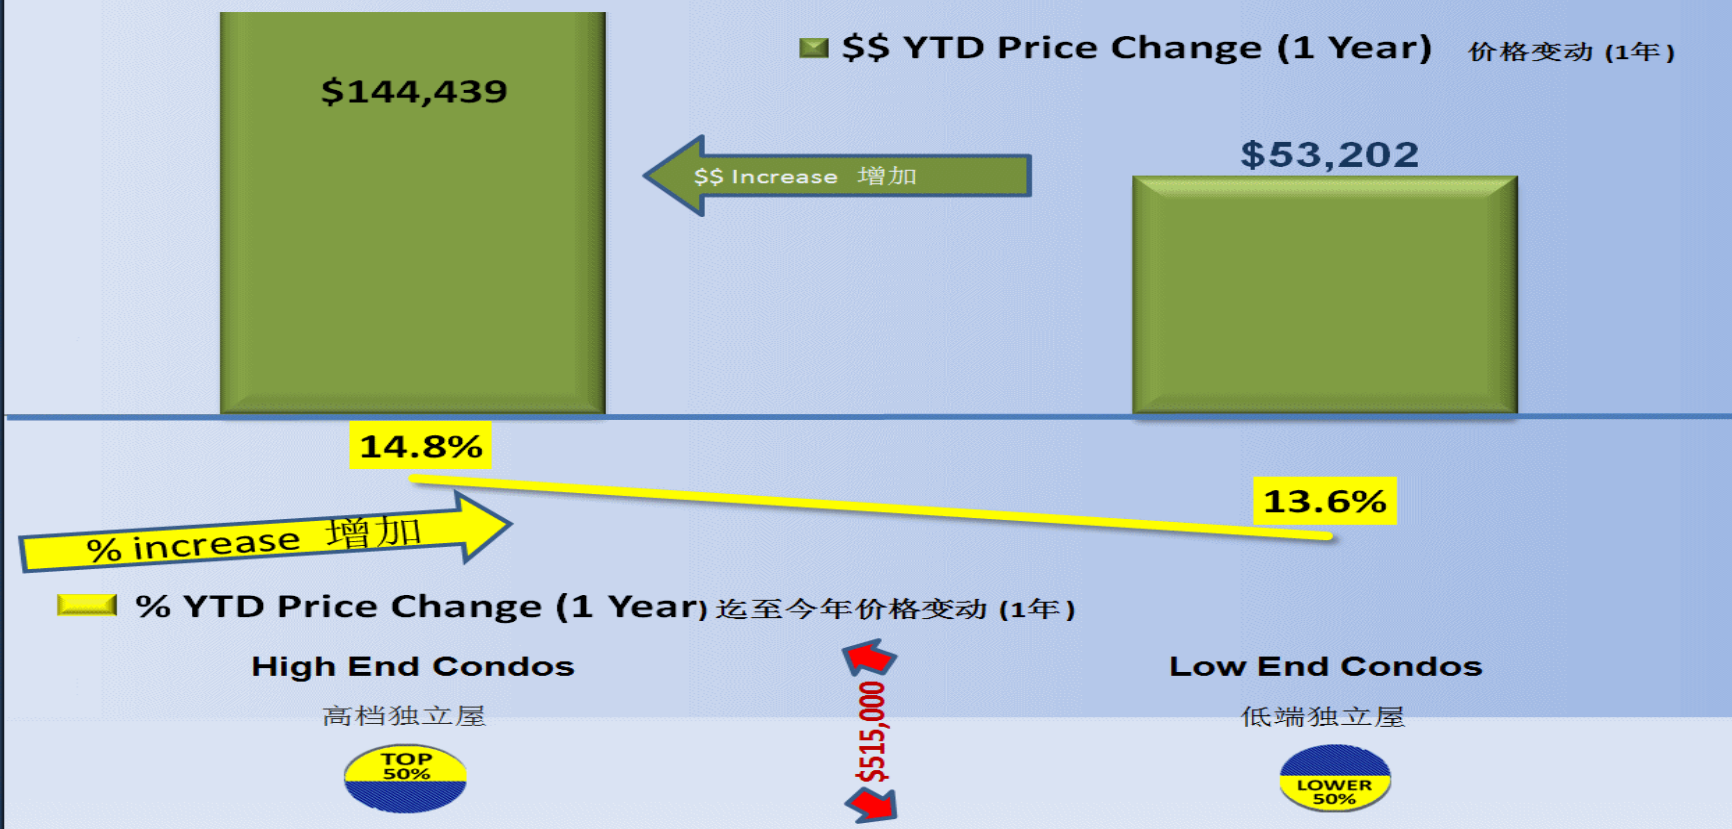 $$ YTD Price Change (1 Year) 价格变动 (1年)
$144,439
$53,202
$$ Increase 增加
14.8%
13.6%
% increase 增加
% YTD Price Change (1 Year) 迄至今年价格变动 (1年)
High End Condos
Low End Condos
高档独立屋
低端独立屋
$515,000
TOP
50%
LOWER
50%